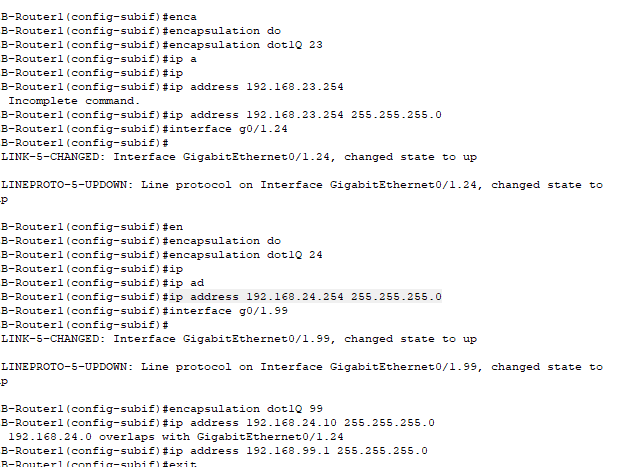 B-Router1(config-subif)#enca
B-Router1(config-subif)#encapsulation do
B-Router1(config-subif)#encapsulation dot1Q 23
B-Router1(config-subif)#ip a
B-Router1(config-subif)#ip
B-Router1(config-subif)#ip address 192.168.23.254
Incomplete command.
B-Router1(config-subif)#ip address 192.168.23.254 255.255.255.0
B-Router1(config-subif)#interface g0/1.24
B-Router1(config-subif)#
LINK-5-CHANGED: Interface GigabitEthernet0/1.24, changed state to up
LINEPROTO-5-UPDOWN: Line protocol on Interface GigabitEthernet0/1.24, changed state to
p
B-Router1(config-subif)#en
B-Router1(config-subif)#encapsulation do
B-Router1(config-subif)#encapsulation dot1Q 24
B-Router1(config-subif)#ip
B-Router1(config-subif)#ip ad
B-Router1(config-subif)#ip address 192.168.24.254 255.255.255.0
B-Router1(config-subif)#interface g0/1.99
B-Router1(config-subif)#
LINK-5-CHANGED: Interface GigabitEthernet0/1.99, changed state to up
LINEPROTO-5-UPDOWN: Line protocol on Interface GigabitEthernet0/1.99, changed state to
p
B-Router1(config-subif)#encapsulation dot1Q 99
B-Router1(config-subif)#ip address 192.168.24.10 255.255.255.0
192.168.24.0 overlaps with GigabitEthernet0/1.24
B-Router1(config-subif)#ip address 192.168.99.1 255.255.255.0
B-Router1(config-subif)#exit